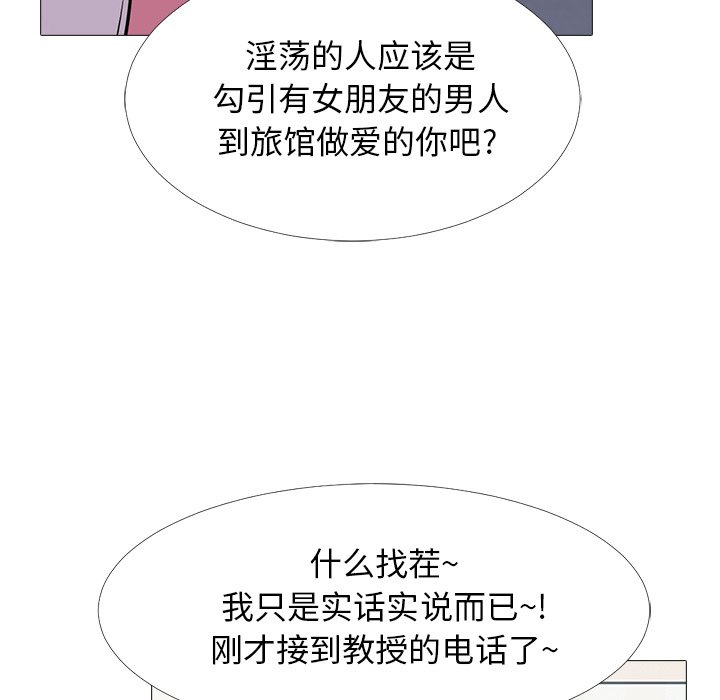 淫荡的人应该是
勾引有女朋友的男人
到旅馆做爱的你吧?
什么找茬~
我只是实话实说而已~!
刚才接到教授的电话了~